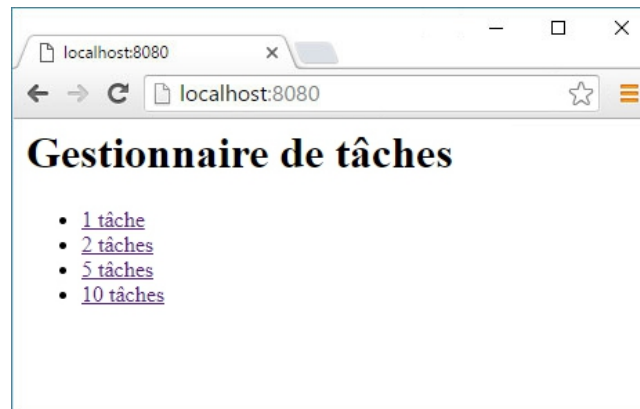 localhost:8080
localhost:8080
Gestionnaire de tâches
1 tâche
2 tâches
5 tâches
10 tâches